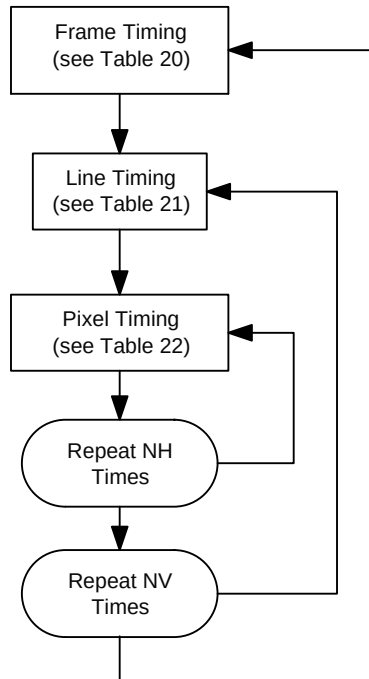 Frame Timing
(see Table 20)
Line Timing
(see Table 21)
Pixel Timing
(see Table 22)
Repeat NH
Times
Repeat NV
Times